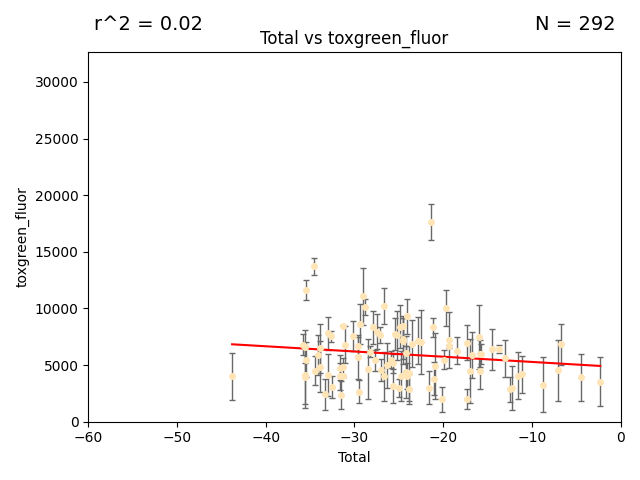 r^2 = 0.02
N = 292
Total vs toxgreen_fluor
30000
25000
20000
15000
10000
5000
0
toxgreen_fluor
−60
−50
−40
−30
−20
−10
0
Total